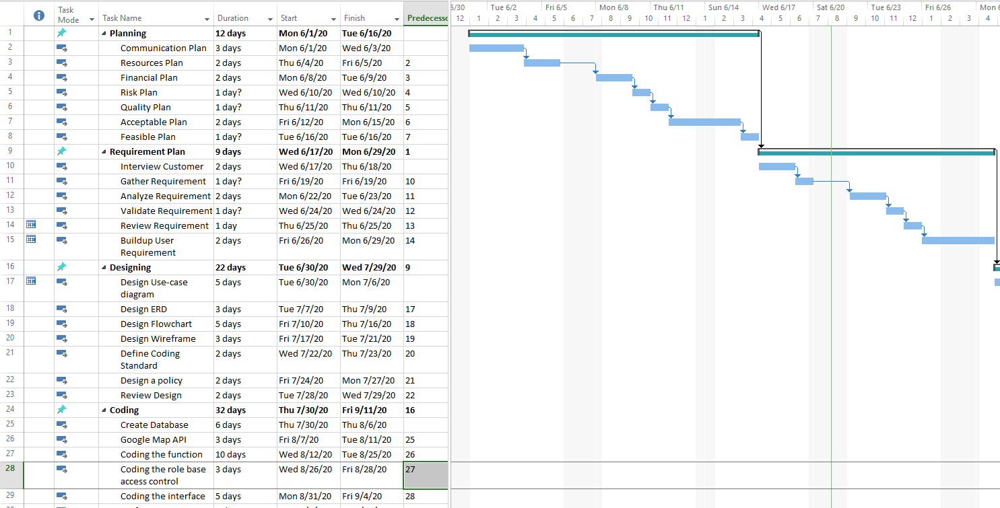 Task Mode Task Name Duration Start Finish Predecesso
5/30 Tue 6/2 Fri 6/5 Mon 6/8 Thu 6/11 Sun 6/14 Wed 6/17 Sat 6/20 Tue 6/23 Fri 6/26 Mon 6
12 1 2 3 4 5 6 7 8 9 10 11 12 1 2 3 4 5 6 7 8 9 10 11 12 1 2 3 4
1 Planning 12 days Mon 6/1/20 Tue 6/16/20
2 Communication Plan 3 days Mon 6/1/20 Wed 6/3/20
3 Resources Plan 2 days Thu 6/4/20 Fri 6/5/20 2
4 Financial Plan 2 days Mon 6/8/20 Tue 6/9/20 3
5 Risk Plan 1 day? Wed 6/10/20 Wed 6/10/20 4
6 Quality Plan 1 day? Thu 6/11/20 Thu 6/11/20 5
7 Acceptable Plan 2 days Fri 6/12/20 Mon 6/15/20 6
8 Feasible Plan 1 day? Tue 6/16/20 Tue 6/16/20 7
9 Requirement Plan 9 days Wed 6/17/20 Mon 6/29/20 1
10 Interview Customer 2 days Wed 6/17/20 Thu 6/18/20
11 Gather Requirement 1 day? Fri 6/19/20 Fri 6/19/20 10
12 Analyze Requirement 2 days Mon 6/22/20 Tue 6/23/20 11
13 Validate Requirement 1 day? Wed 6/24/20 Wed 6/24/20 12
14 Review Requirement 1 day Thu 6/25/20 Thu 6/25/20 13
15 Buildup User Requirement 2 days Fri 6/26/20 Mon 6/29/20 14
16 Designing 22 days Tue 6/30/20 Wed 7/29/20 9
17 Design Use-case diagram 5 days Tue 6/30/20 Mon 7/6/20
18 Design ERD 3 days Tue 7/7/20 Thu 7/9/20 17
19 Design Flowchart 5 days Fri 7/10/20 Thu 7/16/20 18
20 Design Wireframe 3 days Fri 7/17/20 Tue 7/21/20 19
21 Define Coding Standard 2 days Wed 7/22/20 Thu 7/23/20 20
22 Design a policy 2 days Fri 7/24/20 Mon 7/27/20 21
23 Review Design 2 days Tue 7/28/20 Wed 7/29/20 22
24 Coding 32 days Thu 7/30/20 Fri 9/11/20 16
25 Create Database 6 days Thu 7/30/20 Thu 8/6/20
26 Google Map API 3 days Fri 8/7/20 Tue 8/11/20 25
27 Coding the function 10 days Wed 8/12/20 Tue 8/25/20 26
28 Coding the role base access control 3 days Wed 8/26/20 Fri 8/28/20 27
29 Coding the interface 5 days Mon 8/31/20 Fri 9/4/20 28